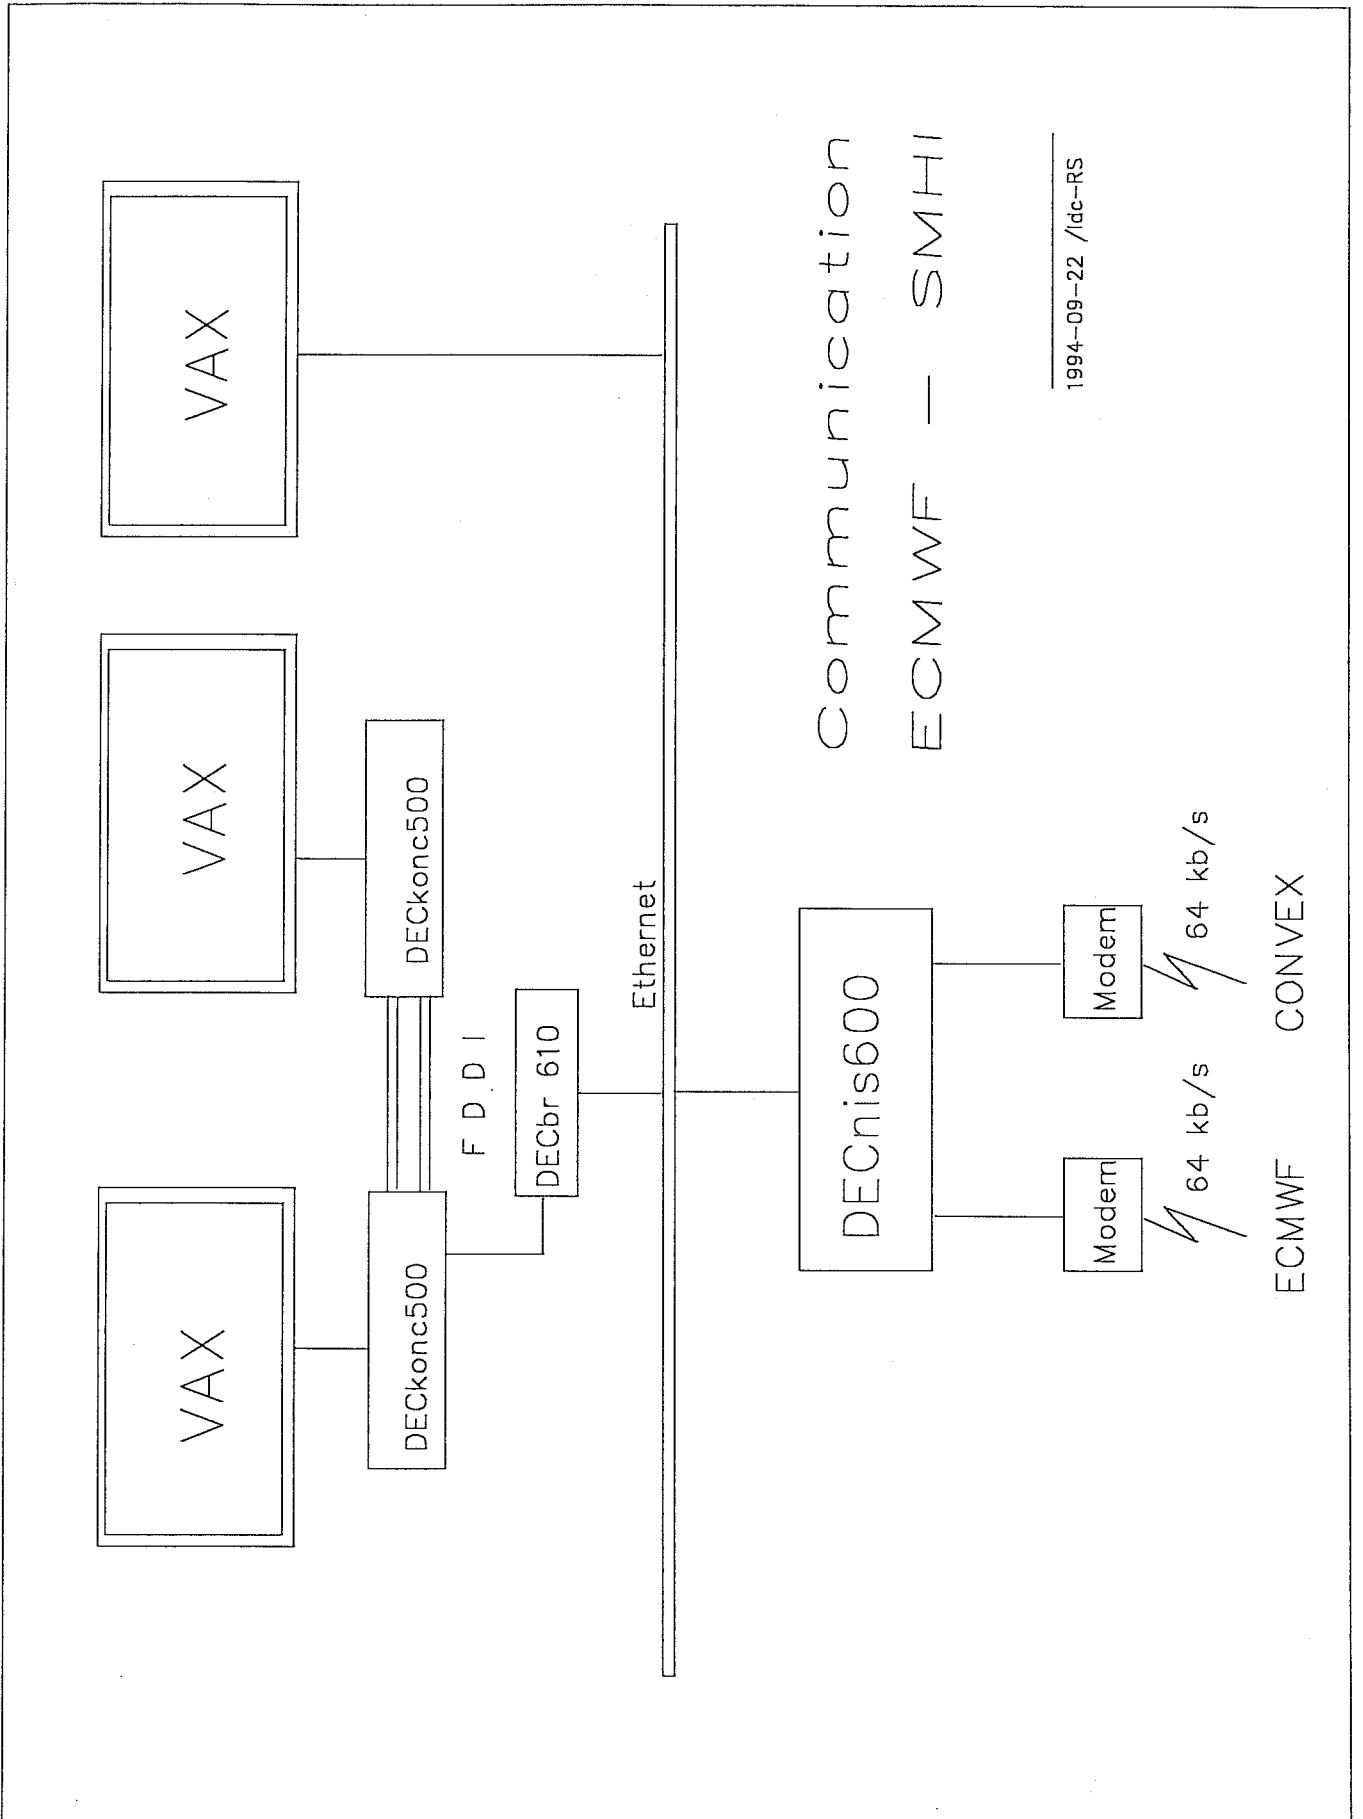 VAX
VAX
VAX
DECkonc500
DECkonc500
F D D I
DECbr 610
Ethernet
DECnis600
Communication
ECMWF – SMHI
1994-09-22 /ldc-RS
Modem
Modem
64 kb/s
64 kb/s
ECMWF
CONVEX